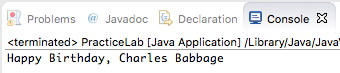 Problems @ Javadoc Declaration Console
<terminated> PracticeLab [Java Application] /Library/Java/Java
Happy Birthday, Charles Babbage